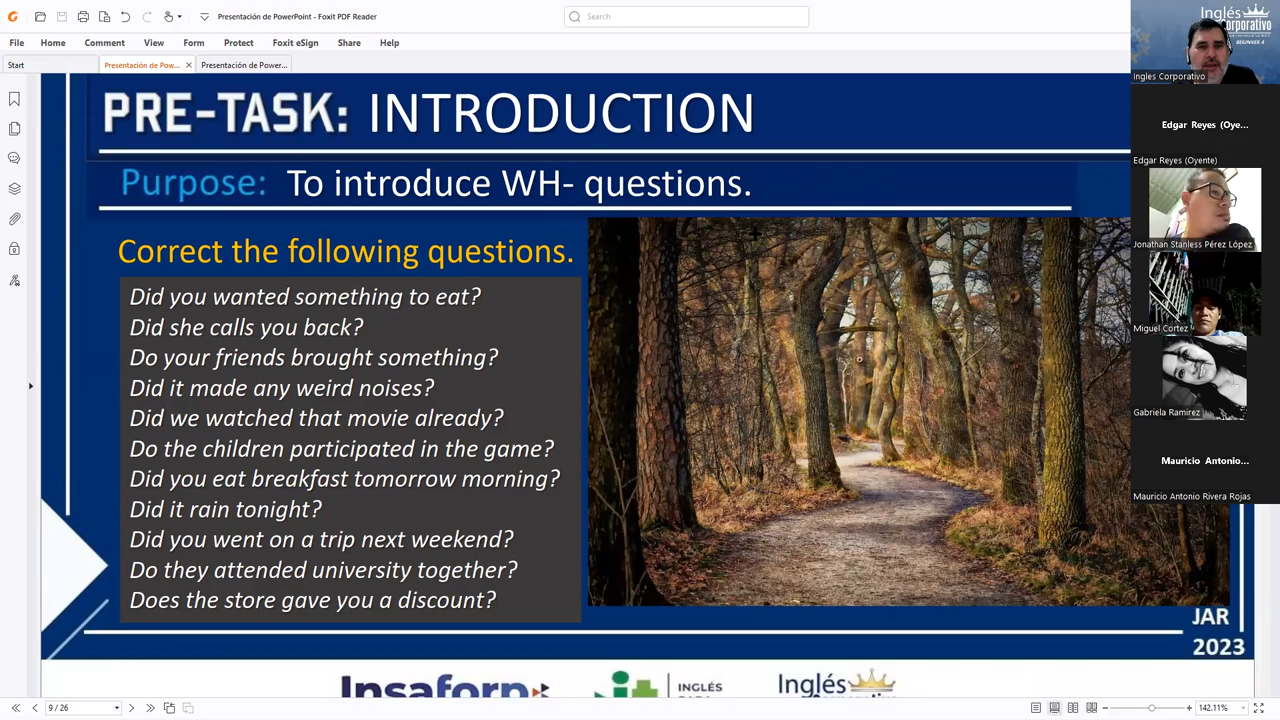 Presentación de PowerPoint - Foxit PDF Reader
Search
File Home Comment View Form Protect Foxit eSign Share Help
Start
Presentación de Pow...
Presentación de Power...
PRE-TASK: INTRODUCTION
Purpose: To introduce WH- questions.
Correct the following questions.
Did you wanted something to eat?
Did she calls you back?
Do your friends brought something?
Did it made any weird noises?
Did we watched that movie already?
Do the children participated in the game?
Did you eat breakfast tomorrow morning?
Did it rain tonight?
Did you went on a trip next weekend?
Do they attended university together?
Does the store gave you a discount?
JAR
2023
Insaforp
INGLÉS
Inglés
Inglés
Corporativo
BEGINNER 4
Ingles Corporativo
Edgar Reyes (Oye...
Edgar Reyes (Oyente)
Jonathan Stanless Pérez López
Miguel Cortez
Gabriela Ramirez
Mauricio Antonio...
Mauricio Antonio Rivera Rojas
9 / 26
142.11%